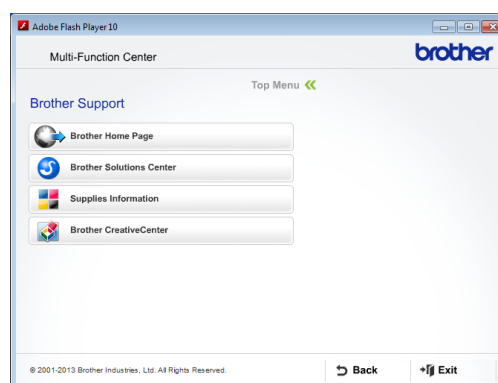 Adobe Flash Player 10
Multi-Function Center
brother
Top Menu
Brother Support
Brother Home Page
Brother Solutions Center
Supplies Information
Brother CreativeCenter
© 2001-2013 Brother Industries, Ltd. All Rights Reserved.
Back
Exit